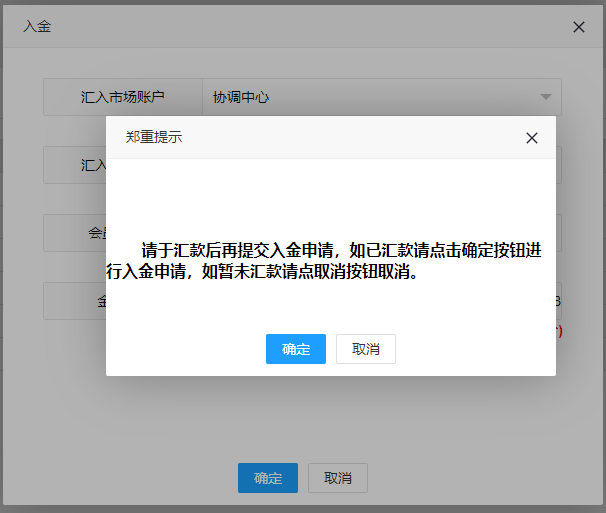 入金
汇入市场账户
协调中心
郑重提示
汇入
会员
请于汇款后再提交入金申请，如已汇款请点击确定按钮进
行入金申请，如暂未汇款请点取消按钮取消。
金
确定
取消
确定
取消